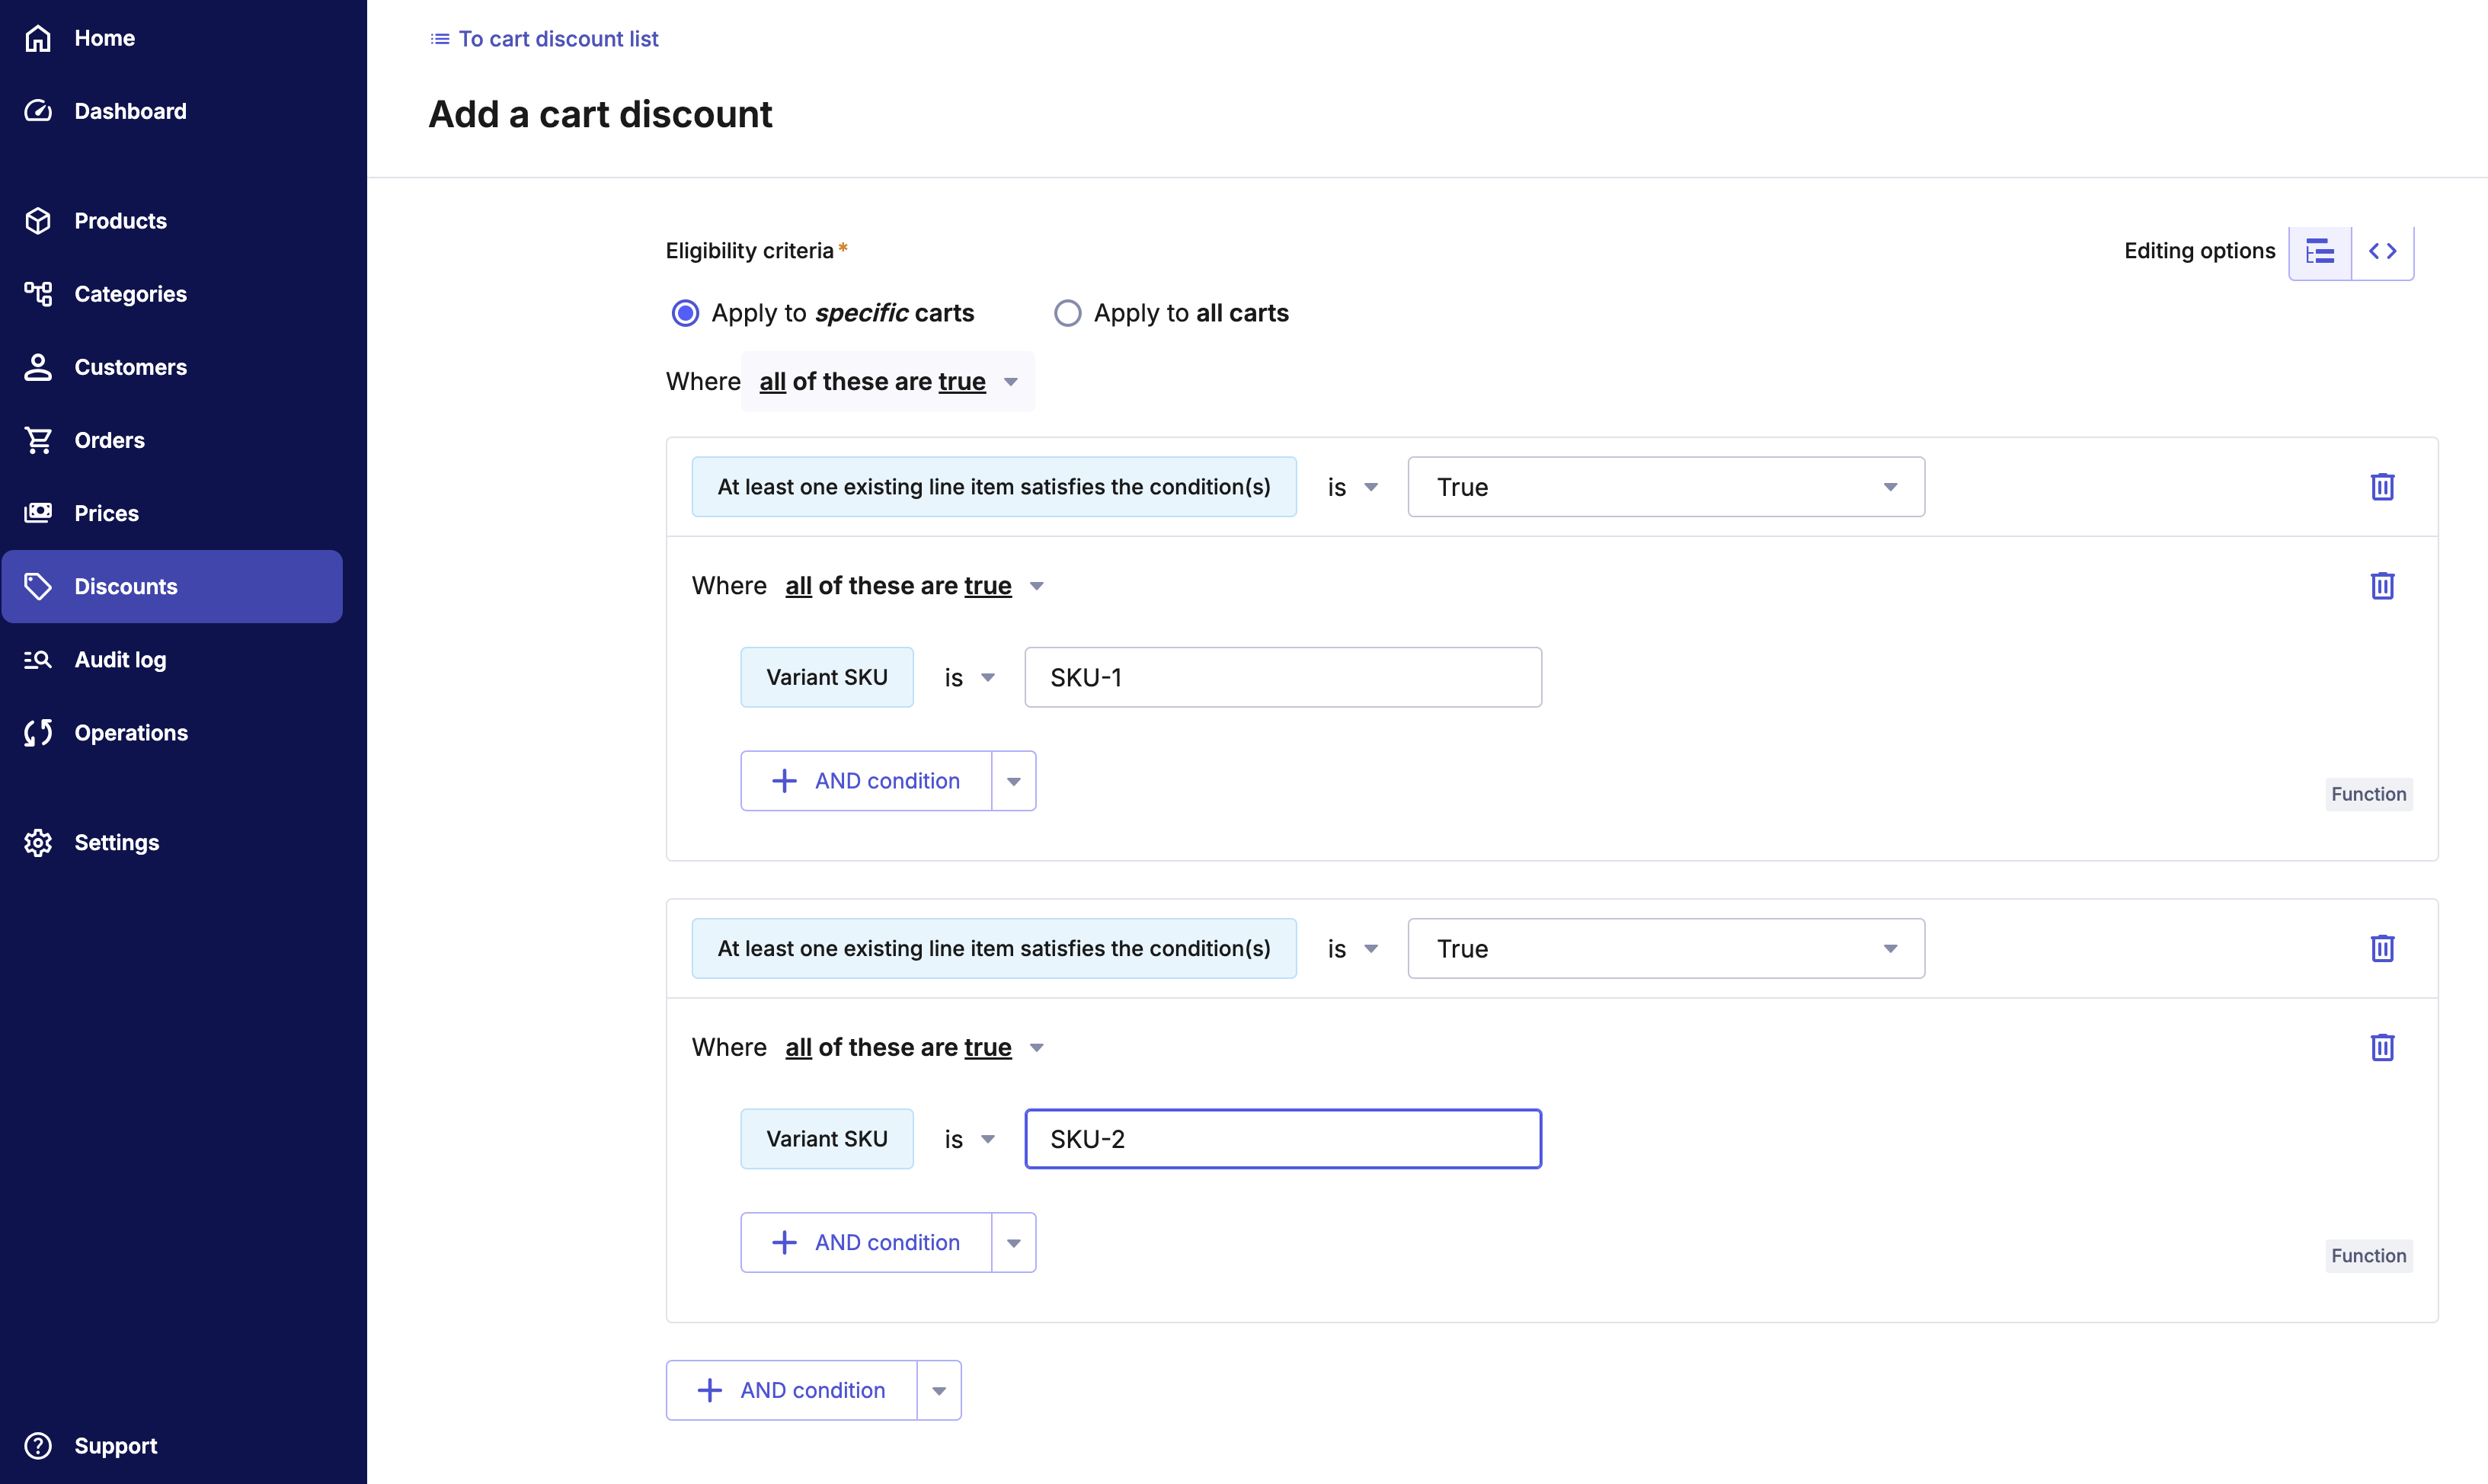 Home
Dashboard
Products
Categories
Customers
Orders
Prices
Discounts
Audit log
Operations
Settings
Support
To cart discount list
Add a cart discount
Eligibility criteria*
Editing options
Apply to specific carts
Apply to all carts
Where all of these are true
At least one existing line item satisfies the condition(s) is True
Where all of these are true
Variant SKU is SKU-1
AND condition
Function
At least one existing line item satisfies the condition(s) is True
Where all of these are true
Variant SKU is SKU-2
AND condition
Function
AND condition